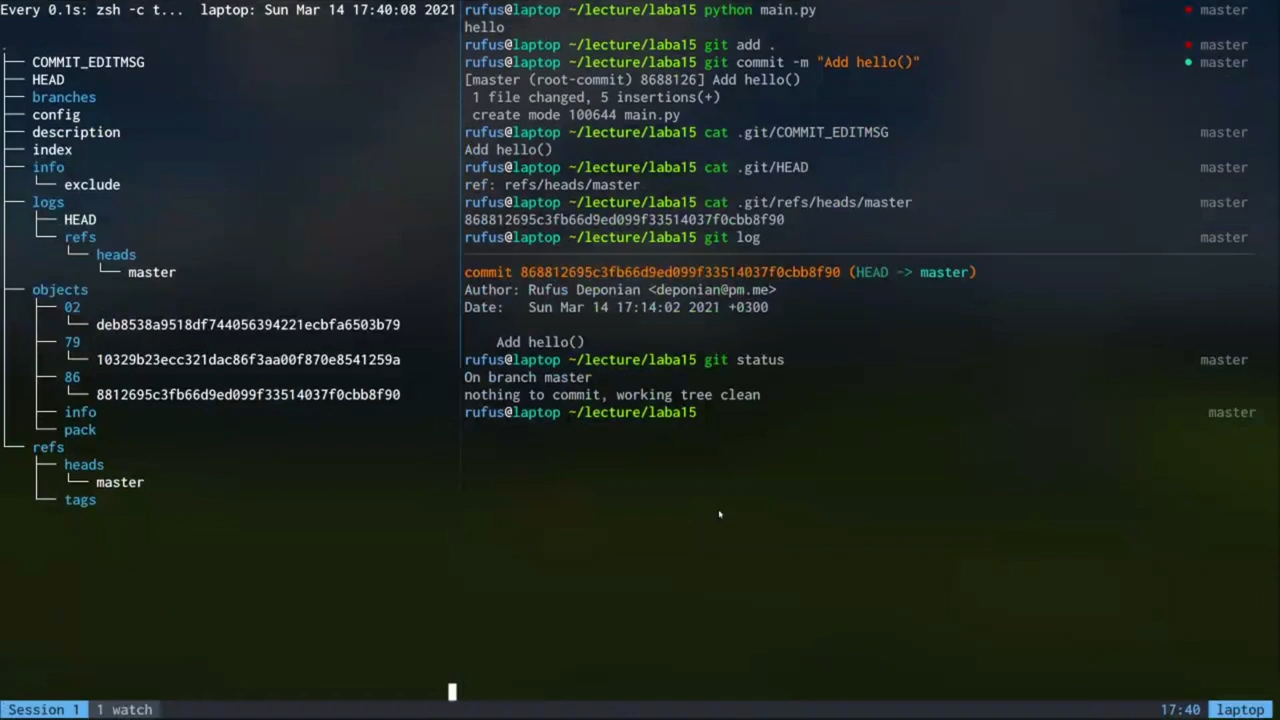 Every 0.1s: zsh -c t...  laptop: Sun Mar 14 17:40:08 2021
.
├── COMMIT_EDITMSG
├── HEAD
├── branches
├── config
├── description
├── index
├── info
│   └── exclude
├── logs
│   ├── HEAD
│   └── refs
│       └── heads
│           └── master
├── objects
│   ├── 02
│   │   └── deb8538a9518df744056394221ecbfa6503b79
│   ├── 79
│   │   └── 10329b23ecc321dac86f3aa00f870e8541259a
│   ├── 86
│   │   └── 8812695c3fb66d9ed099f33514037f0cbb8f90
│   ├── info
│   └── pack
└── refs
    ├── heads
    │   └── master
    └── tags
rufus@laptop ~/lecture/laba15 python main.py master
hello
rufus@laptop ~/lecture/laba15 git add . master
rufus@laptop ~/lecture/laba15 git commit -m "Add hello()" master
[master (root-commit) 8688126] Add hello()
 1 file changed, 5 insertions(+)
 create mode 100644 main.py
rufus@laptop ~/lecture/laba15 cat .git/COMMIT_EDITMSG master
Add hello()
rufus@laptop ~/lecture/laba15 cat .git/HEAD master
ref: refs/heads/master
rufus@laptop ~/lecture/laba15 cat .git/refs/heads/master master
868812695c3fb66d9ed099f33514037f0cbb8f90
rufus@laptop ~/lecture/laba15 git log master
commit 868812695c3fb66d9ed099f33514037f0cbb8f90 (HEAD -> master)
Author: Rufus Deponian <deponian@pm.me>
Date:   Sun Mar 14 17:14:02 2021 +0300
    Add hello()
rufus@laptop ~/lecture/laba15 git status master
On branch master
nothing to commit, working tree clean
rufus@laptop ~/lecture/laba15 master
Session 1 1 watch 17:40 laptop